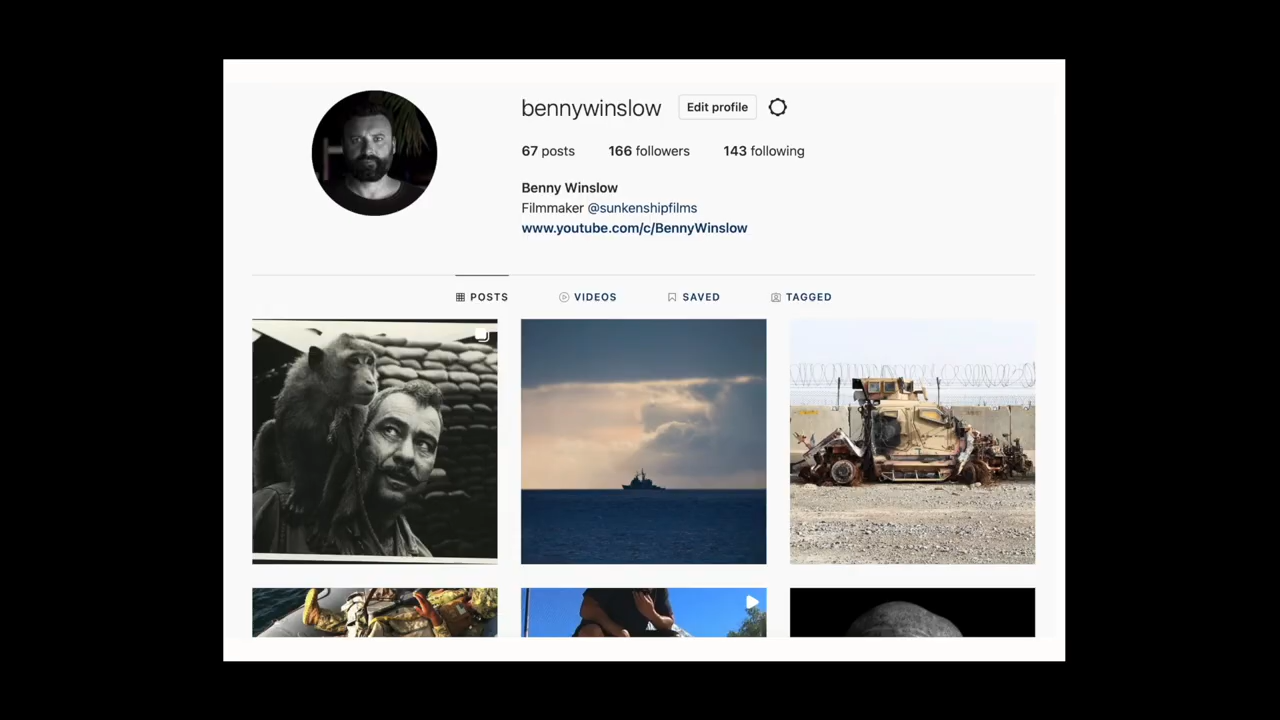 bennywinslow Edit profile
67 posts 166 followers 143 following
Benny Winslow
Filmmaker @sunkenshipfilms
www.youtube.com/c/BennyWinslow
POSTS VIDEOS SAVED TAGGED